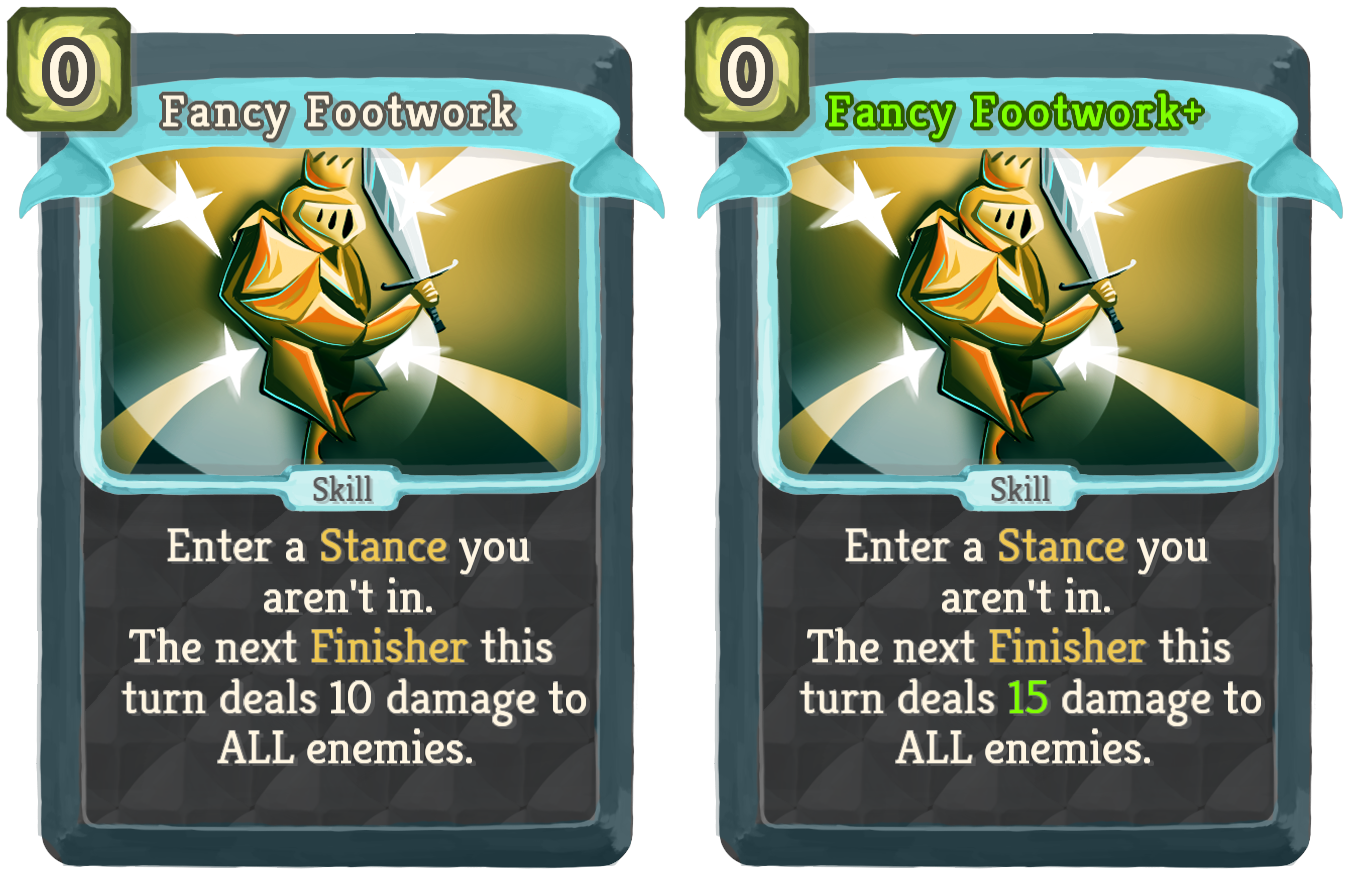 0
Fancy Footwork
Skill
Enter a Stance you
aren't in.
The next Finisher this
turn deals 10 damage to
ALL enemies.
0
Fancy Footwork+
Skill
Enter a Stance you
aren't in.
The next Finisher this
turn deals 15 damage to
ALL enemies.